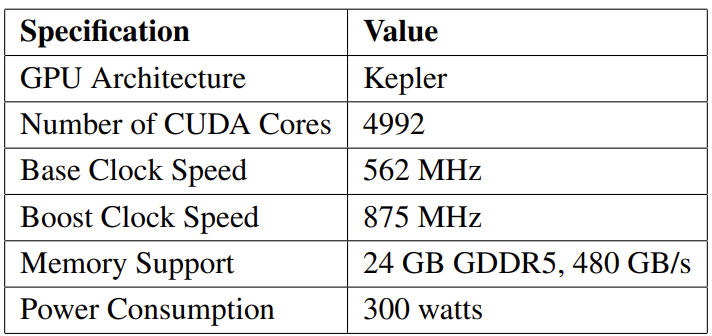 Specification Value
GPU Architecture Kepler
Number of CUDA Cores 4992
Base Clock Speed 562 MHz
Boost Clock Speed 875 MHz
Memory Support 24 GB GDDR5, 480 GB/s
Power Consumption 300 watts